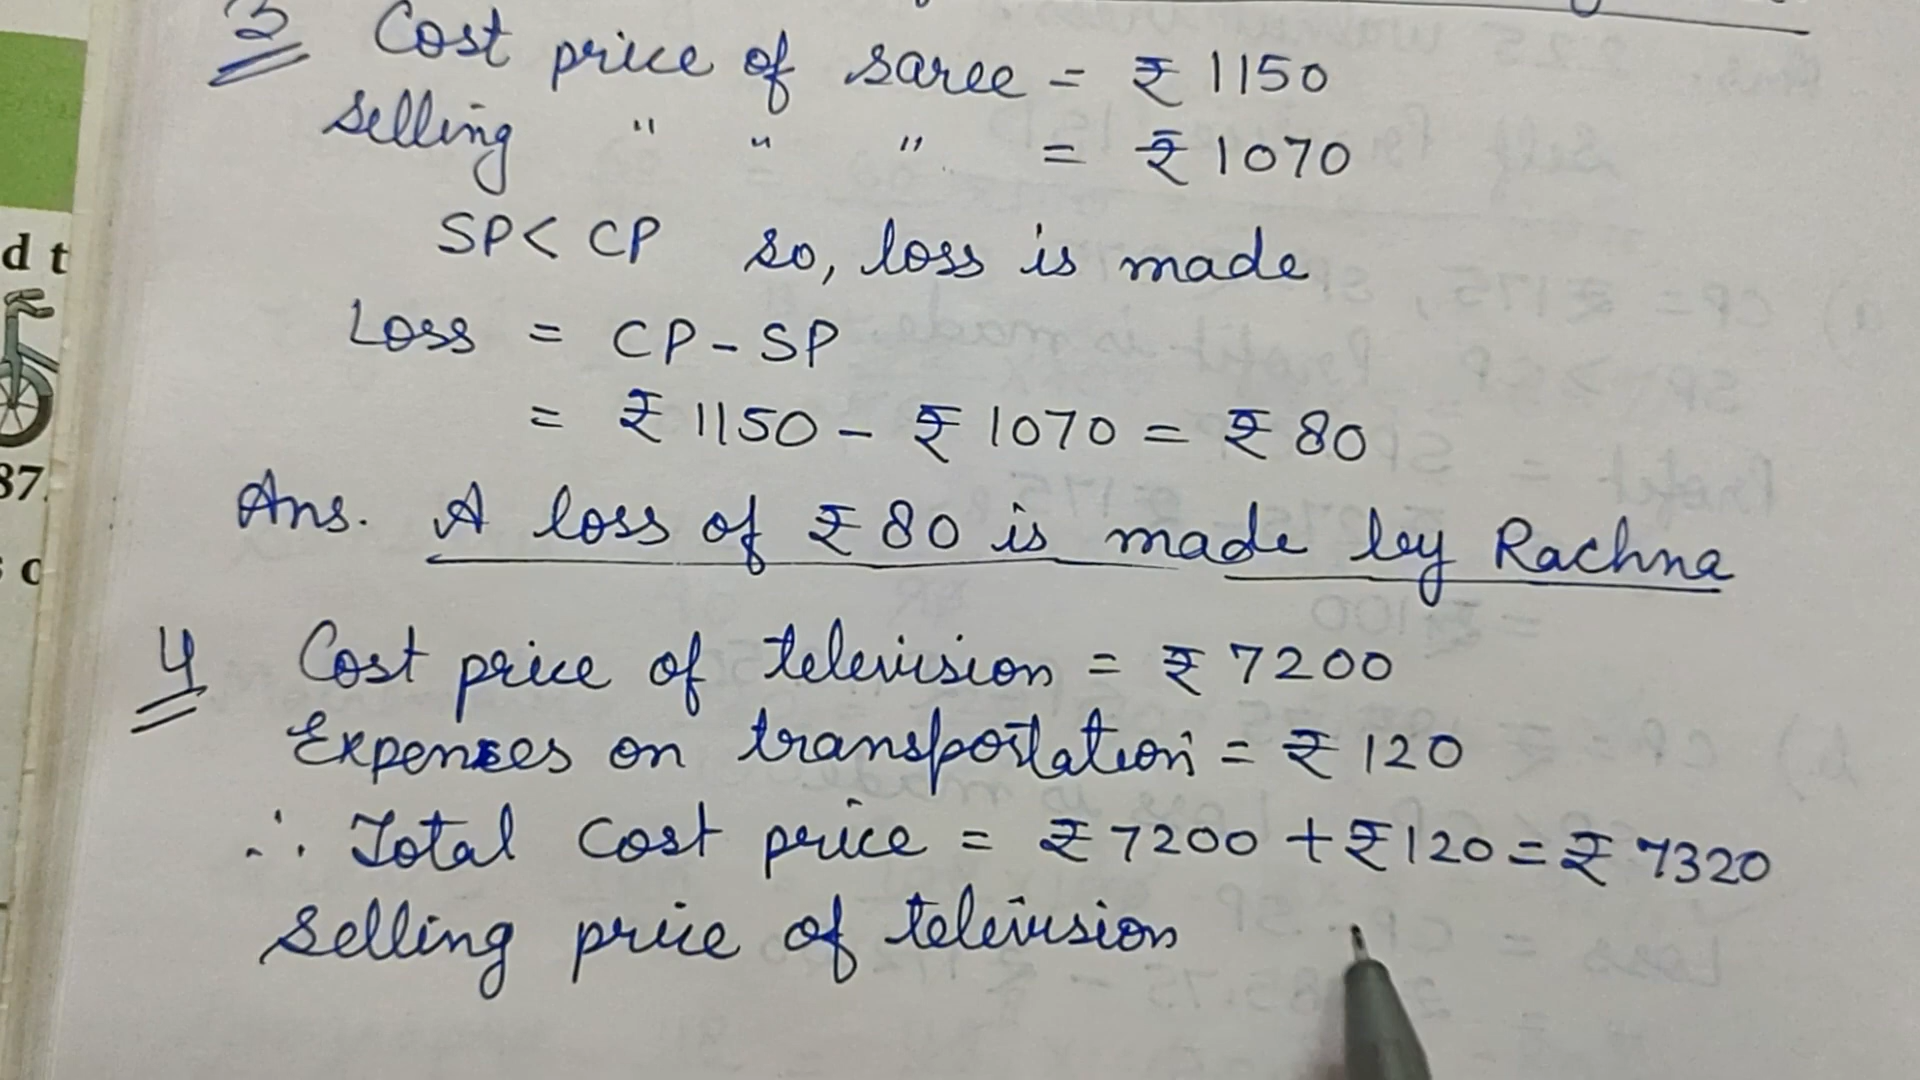 3 Cost price of saree = ₹ 1150
Selling " " " = ₹ 1070
SP < CP so, loss is made
Loss = CP - SP
= ₹ 1150 - ₹ 1070 = ₹ 80
Ans. A loss of ₹ 80 is made by Rachna
4 Cost price of television = ₹ 7200
Expenses on transportation = ₹ 120
∴ Total cost price = ₹ 7200 + ₹ 120 = ₹ 7320
Selling price of television
d t
87.